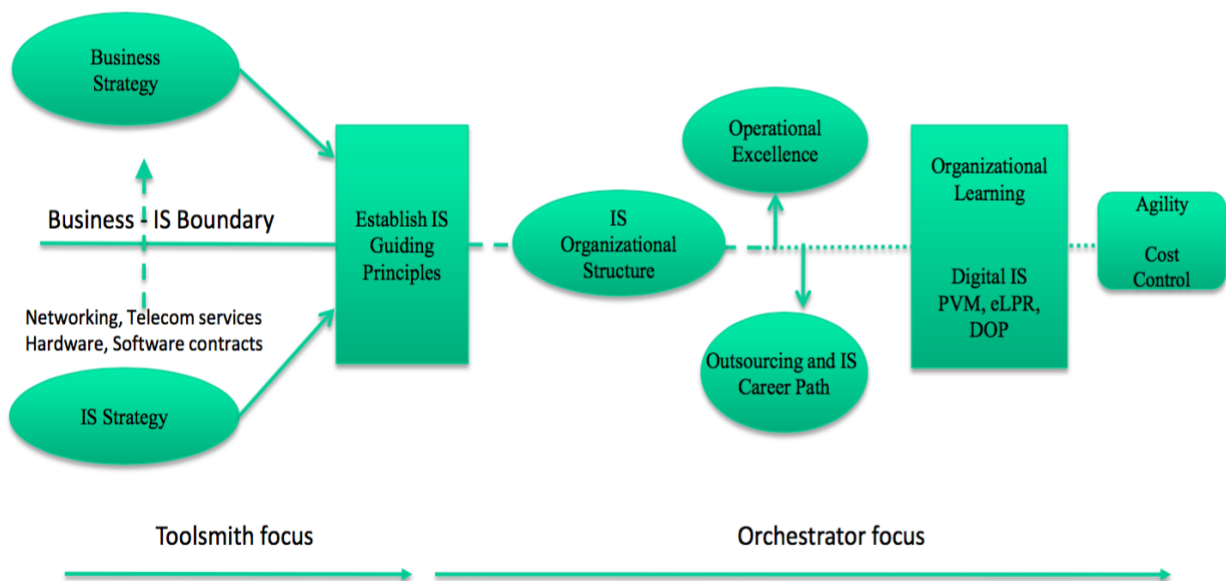 Business
Strategy
Business - IS Boundary
Networking, Telecom services
Hardware, Software contracts
IS Strategy
Establish IS
Guiding
Principles
IS
Organizational
Structure
Operational
Excellence
Outsourcing and IS
Career Path
Organizational
Learning
Digital IS
PVM, eLPR,
DOP
Agility
Cost
Control
Toolsmith focus
Orchestrator focus